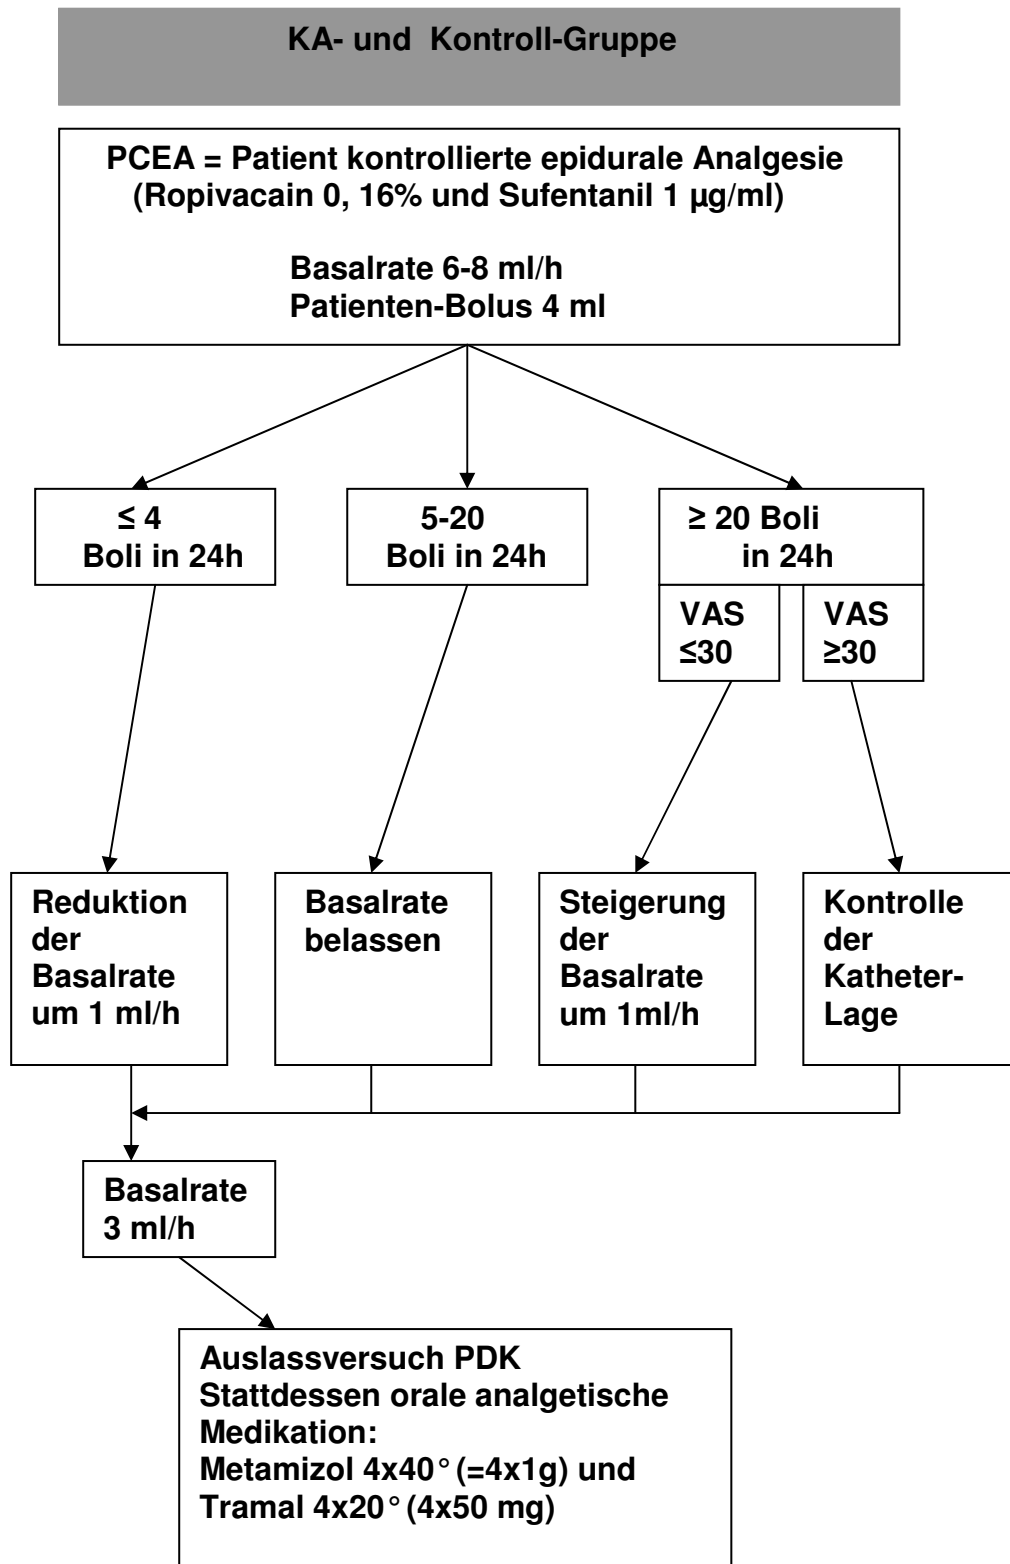 KA- und Kontroll-Gruppe
PCEA = Patient kontrollierte epidurale Analgesie
(Ropivacain 0, 16% und Sufentanil 1 µg/ml)
Basalrate 6-8 ml/h
Patienten-Bolus 4 ml
≤ 4
Boli in 24h
5-20
Boli in 24h
≥ 20 Boli
in 24h
VAS
≤30
VAS
≥30
Reduktion
der
Basalrate
um 1 ml/h
Basalrate
belassen
Steigerung
der
Basalrate
um 1ml/h
Kontrolle
der
Katheter-
Lage
Basalrate
3 ml/h
Auslassversuch PDK
Stattdessen orale analgetische
Medikation:
Metamizol 4x40° (=4x1g) und
Tramal 4x20° (4x50 mg)